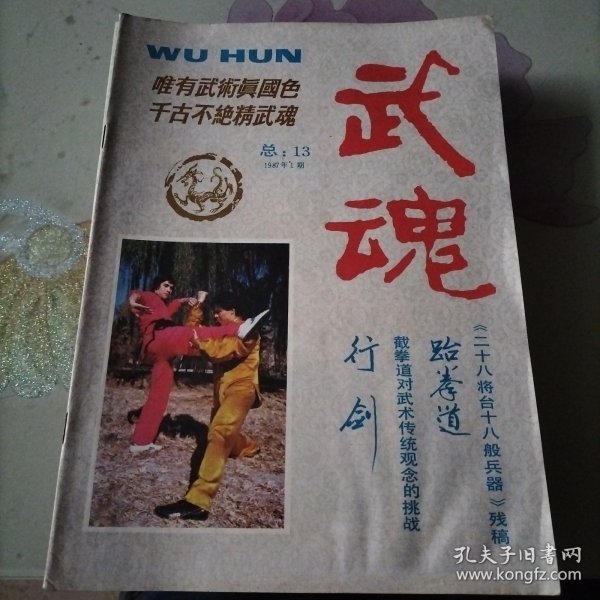 WU HUN
唯有武術眞國色
千古不絶精武魂
总：13
1987年1期
武魂
《二十八将台十八般兵器》残稿
跆拳道
截拳道对武术传统观念的挑战
行剑
孔夫子旧书网
www.kongfz.com